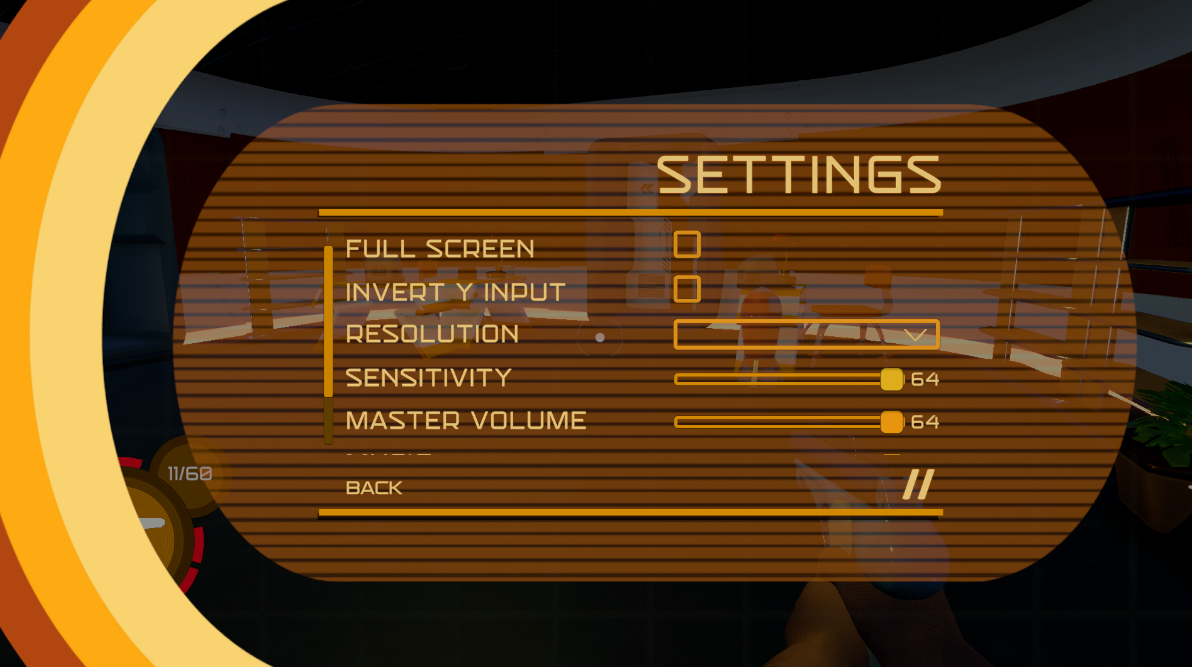 SETTINGS
FULL SCREEN
INVERT Y INPUT
RESOLUTION
SENSITIVITY 64
MASTER VOLUME 64
11/60
BACK //